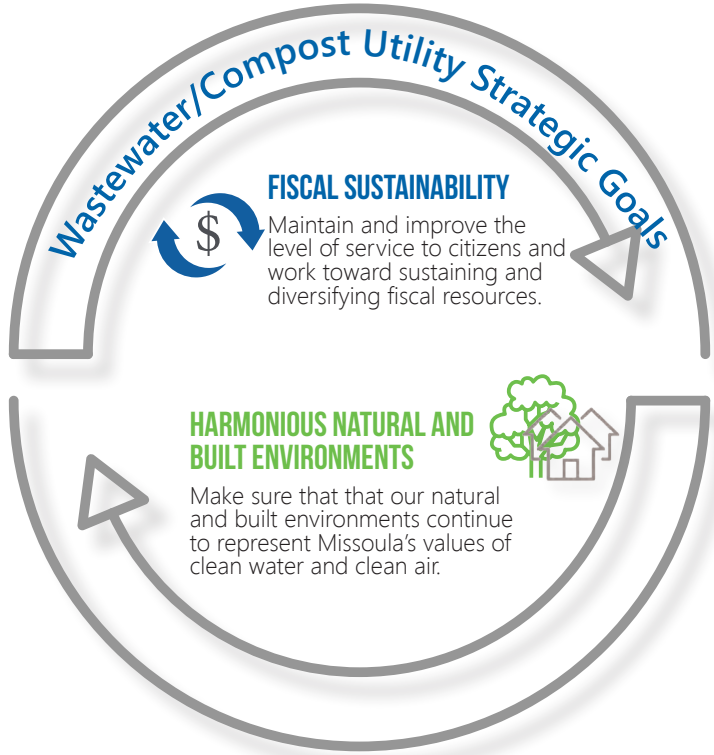 Wastewater/Compost Utility Strategic Goals
FISCAL SUSTAINABILITY
$
Maintain and improve the
level of service to citizens and
work toward sustaining and
diversifying fiscal resources.
HARMONIOUS NATURAL AND
BUILT ENVIRONMENTS
Make sure that that our natural
and built environments continue
to represent Missoula’s values of
clean water and clean air.